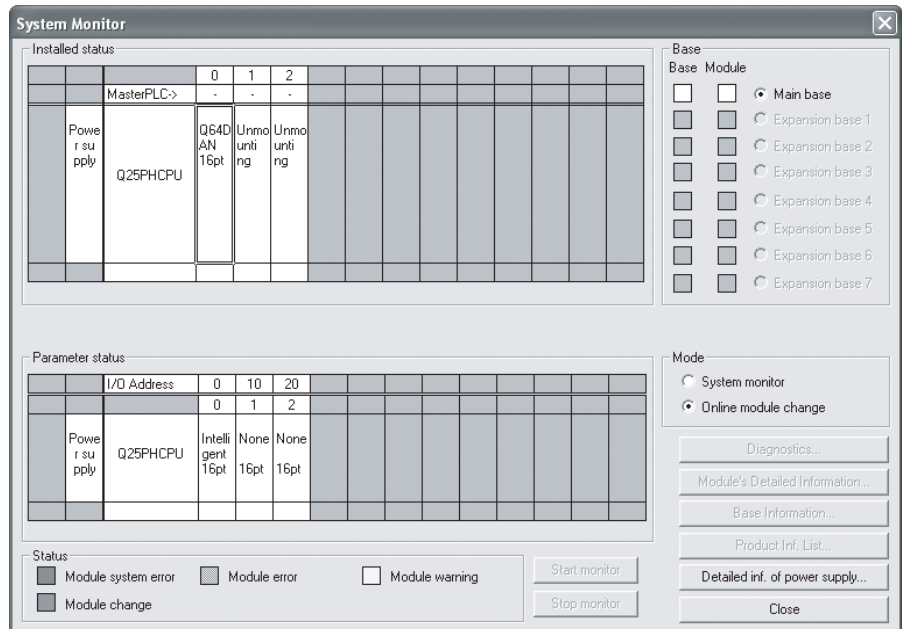 System Monitor
Installed status
0 1 2
MasterPLC-> - - -
Powe
r su
pply
Q25PHCPU
Q64D
AN
16pt
Unmo
unti
ng
Unmo
unti
ng
Base
Base Module
Main base
Expansion base 1
Expansion base 2
Expansion base 3
Expansion base 4
Expansion base 5
Expansion base 6
Expansion base 7
Parameter status
I/O Address 0 10 20
0 1 2
Powe
r su
pply
Q25PHCPU
Intelli
gent
16pt
None
16pt
None
16pt
Mode
System monitor
Online module change
Diagnostics...
Module's Detailed Information...
Base Information...
Product Inf. List...
Detailed inf. of power supply...
Close
Status
Module system error
Module error
Module warning
Module change
Start monitor
Stop monitor